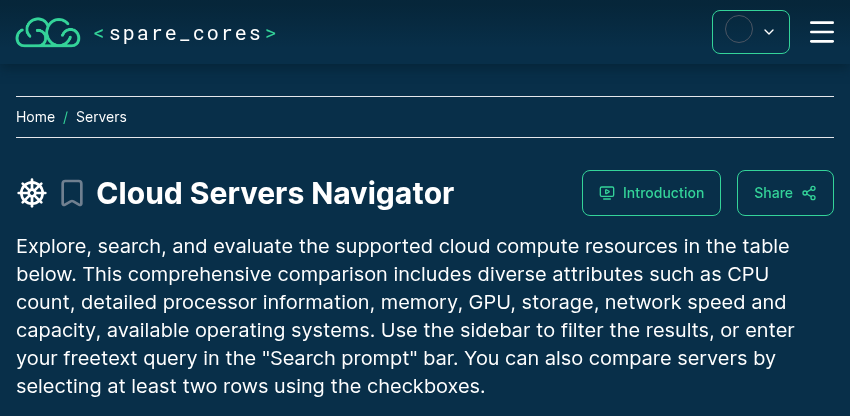 <spare_cores>
Home / Servers
Cloud Servers Navigator
Introduction
Share
Explore, search, and evaluate the supported cloud compute resources in the table
below. This comprehensive comparison includes diverse attributes such as CPU
count, detailed processor information, memory, GPU, storage, network speed and
capacity, available operating systems. Use the sidebar to filter the results, or enter
your freetext query in the "Search prompt" bar. You can also compare servers by
selecting at least two rows using the checkboxes.